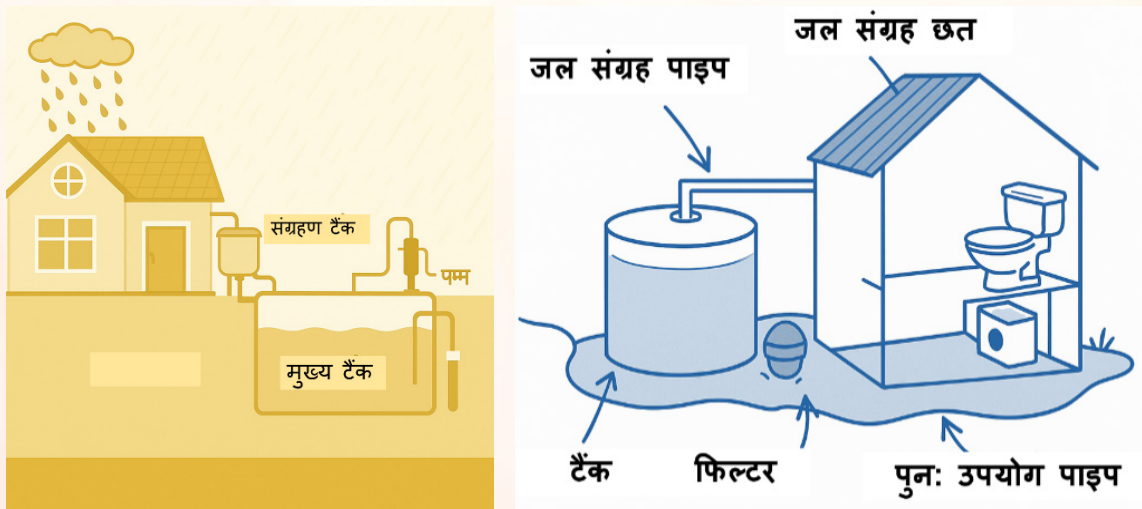 संग्रहण टैंक
पम्म
मुख्य टैंक
जल संग्रह छत
जल संग्रह पाइप
टैंक
फिल्टर
पुन: उपयोग पाइप